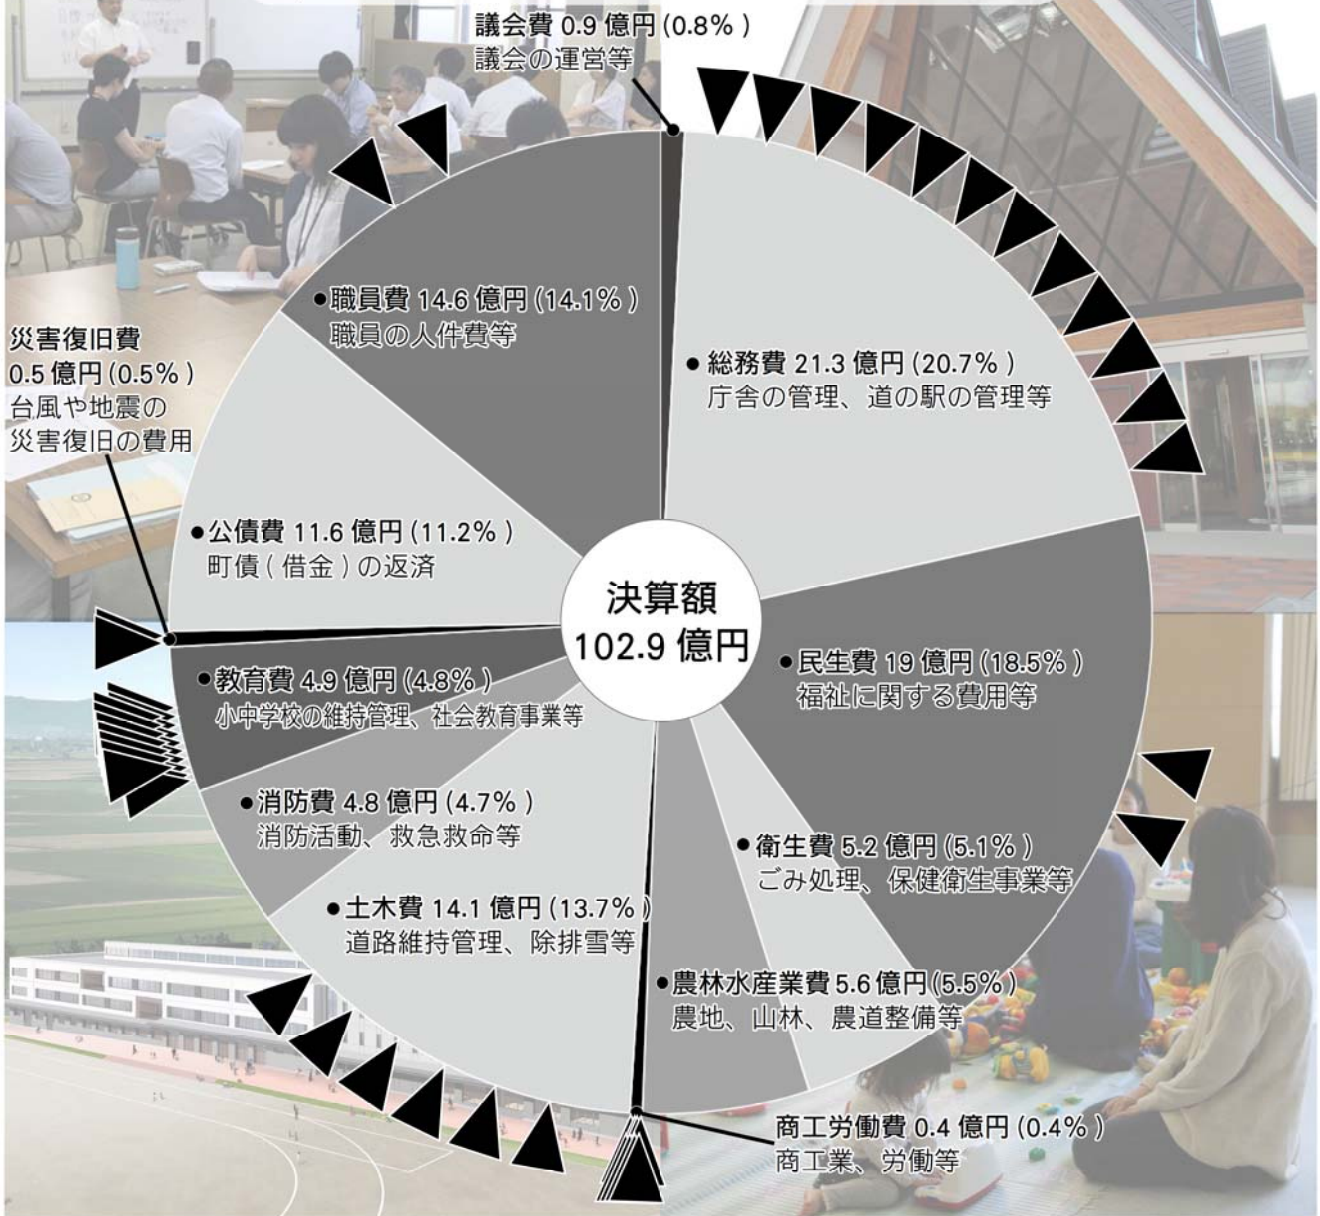 議会費 0.9 億円 (0.8% )
議会の運営等
● 職員費 14.6 億円 (14.1% )
職員の人件費等
災害復旧費
0.5 億円 (0.5% )
台風や地震の
災害復旧の費用
● 総務費 21.3 億円 (20.7% )
庁舎の管理、道の駅の管理等
● 公債費 11.6 億円 (11.2% )
町債 ( 借金 ) の返済
決算額
102.9 億円
● 民生費 19 億円 (18.5% )
福祉に関する費用等
● 教育費 4.9 億円 (4.8% )
小中学校の維持管理、社会教育事業等
● 消防費 4.8 億円 (4.7% )
消防活動、救急救命等
● 衛生費 5.2 億円 (5.1% )
ごみ処理、保健衛生事業等
● 土木費 14.1 億円 (13.7% )
道路維持管理、除排雪等
● 農林水産業費 5.6 億円 (5.5% )
農地、山林、農道整備等
商工労働費 0.4 億円 (0.4% )
商工業、労働等